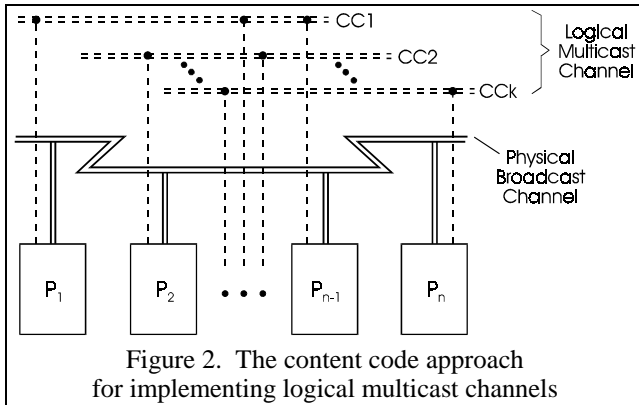 CC1
CC2
CCk
Logical
Multicast
Channel
Physical
Broadcast
Channel
P1 P2 • • • Pn-1 Pn
Figure 2. The content code approach
for implementing logical multicast channels